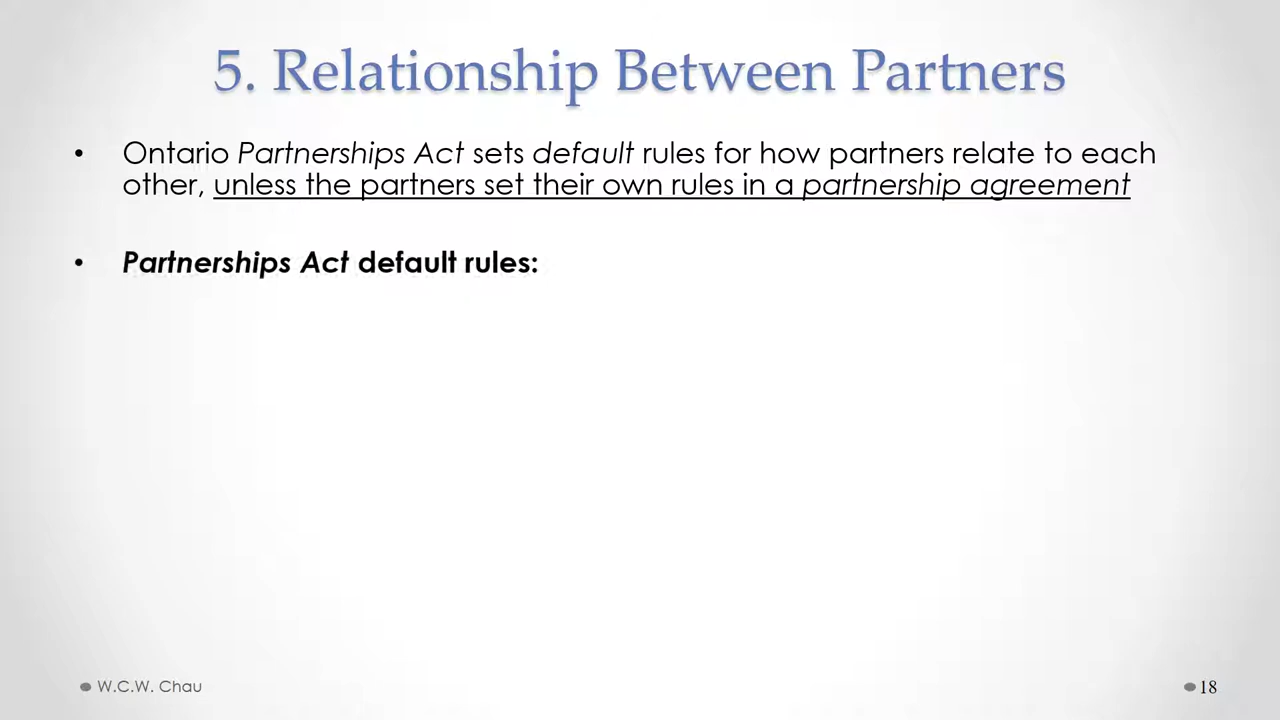 5. Relationship Between Partners
• Ontario Partnerships Act sets default rules for how partners relate to each
other, unless the partners set their own rules in a partnership agreement
• Partnerships Act default rules:
W.C.W. Chau
18